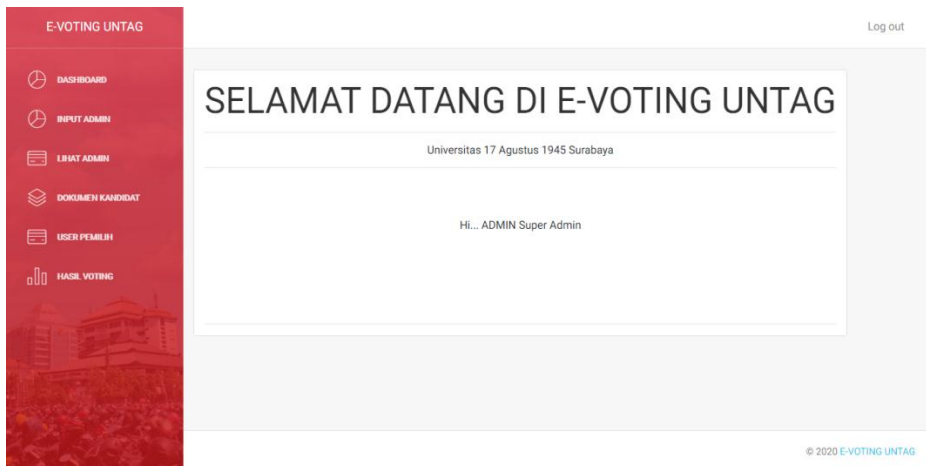 E-VOTING UNTAG
Log out
DASHBOARD
INPUT ADMIN
LIHAT ADMIN
DOKUMEN KANDIDAT
USER PEMILIH
HASIL VOTING
SELAMAT DATANG DI E-VOTING UNTAG
Universitas 17 Agustus 1945 Surabaya
Hi... ADMIN Super Admin
© 2020 E-VOTING UNTAG